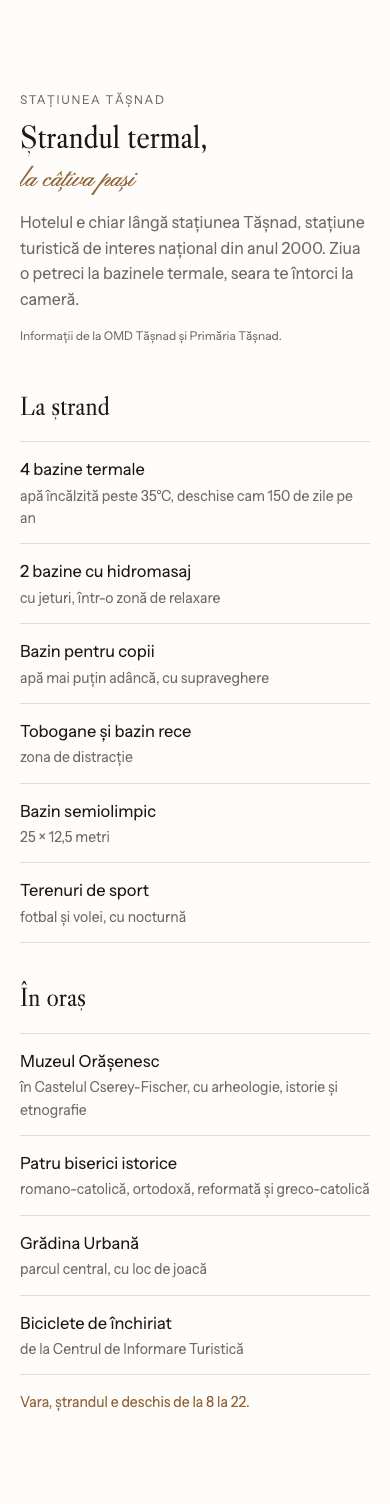 STAȚIUNEA TĂȘNAD
Ștrandul termal,
la câțiva pași
Hotelul e chiar lângă stațiunea Tășnad, stațiune
turistică de interes național din anul 2000. Ziua
o petreci la bazinele termale, seara te întorci la
cameră.
Informații de la OMD Tășnad și Primăria Tășnad.
La ștrand
4 bazine termale
apă încălzită peste 35°C, deschise cam 150 de zile pe
an
2 bazine cu hidromasaj
cu jeturi, într-o zonă de relaxare
Bazin pentru copii
apă mai puțin adâncă, cu supraveghere
Tobogane și bazin rece
zona de distracție
Bazin semiolimpic
25 × 12,5 metri
Terenuri de sport
fotbal și volei, cu nocturnă
În oraș
Muzeul Orășenesc
în Castelul Cserey-Fischer, cu arheologie, istorie și
etnografie
Patru biserici istorice
romano-catolică, ortodoxă, reformată și greco-catolică
Grădina Urbană
parcul central, cu loc de joacă
Biciclete de închiriat
de la Centrul de Informare Turistică
Vara, ștrandul e deschis de la 8 la 22.